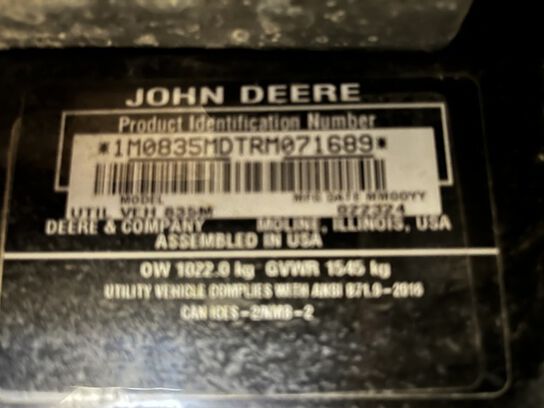 JOHN DEERE
Product Identification Number
*1M0835MDTRM071689*
MODEL MFG DATE MMDDYY
UTIL VEH 835M 022324
DEERE & COMPANY MOLINE, ILLINOIS, USA
ASSEMBLED IN USA
OW 1022.0 kg GVWR 1545 kg
UTILITY VEHICLE COMPLIES WITH ANSI B71.9-2016
CAN ICES-2/NMB-2